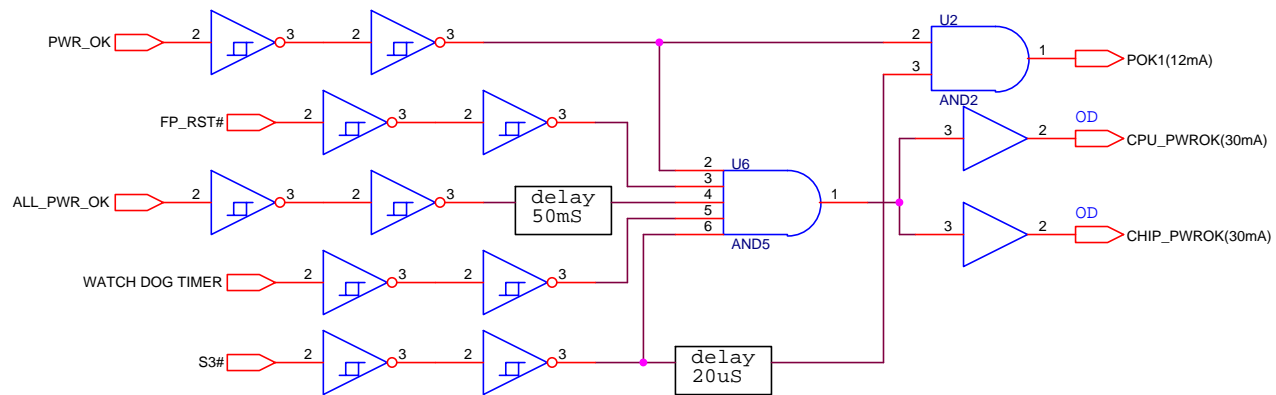 U2
PWR_OK
2
3
2
3
2
3
1
POK1(12mA)
AND2
FP_RST#
2
3
2
3
3
2
OD
CPU_PWROK(30mA)
U6
2
3
4
5
6
1
AND5
ALL_PWR_OK
2
3
2
3
delay
50mS
3
2
OD
CHIP_PWROK(30mA)
WATCH DOG TIMER
2
3
2
3
S3#
2
3
2
3
delay
20uS